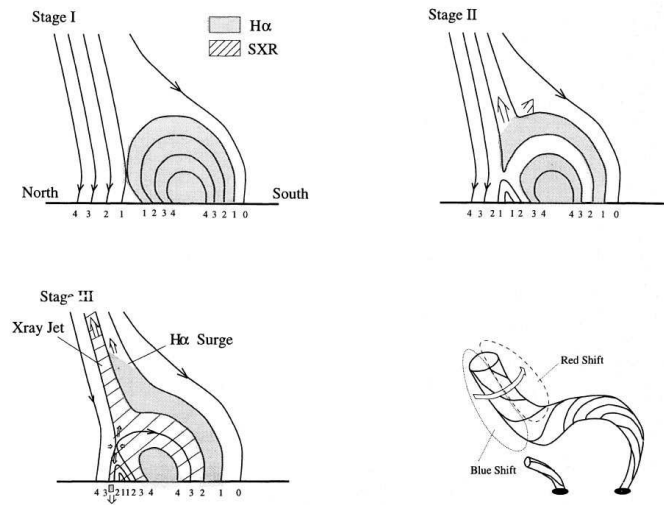 Stage I
Hα
SXR
North
South
4 3 2 1 1 2 3 4 4 3 2 1 0
Stage II
4 3 2 1 1 2 3 4 4 3 2 1 0
Stage III
Xray Jet
Hα Surge
4 3 2 1 1 2 3 4 4 3 2 1 0
Red Shift
Blue Shift